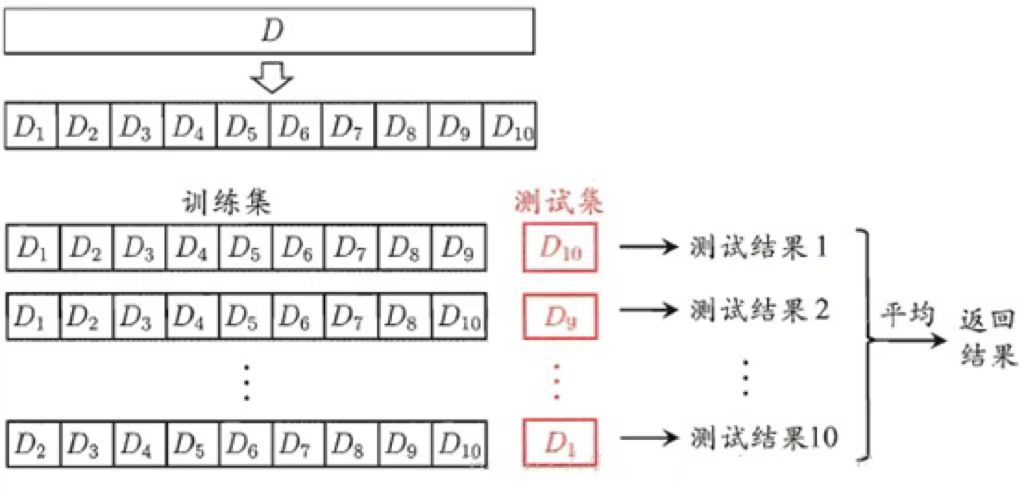 D
D₁ D₂ D₃ D₄ D₅ D₆ D₇ D₈ D₉ D₁₀
训练集 测试集
D₁ D₂ D₃ D₄ D₅ D₆ D₇ D₈ D₉ D₁₀ 测试结果1
D₁ D₂ D₃ D₄ D₅ D₆ D₇ D₈ D₁₀ D₉ 测试结果2
平均 返回
结果
⋮ ⋮ ⋮
D₂ D₃ D₄ D₅ D₆ D₇ D₈ D₉ D₁₀ D₁ 测试结果10